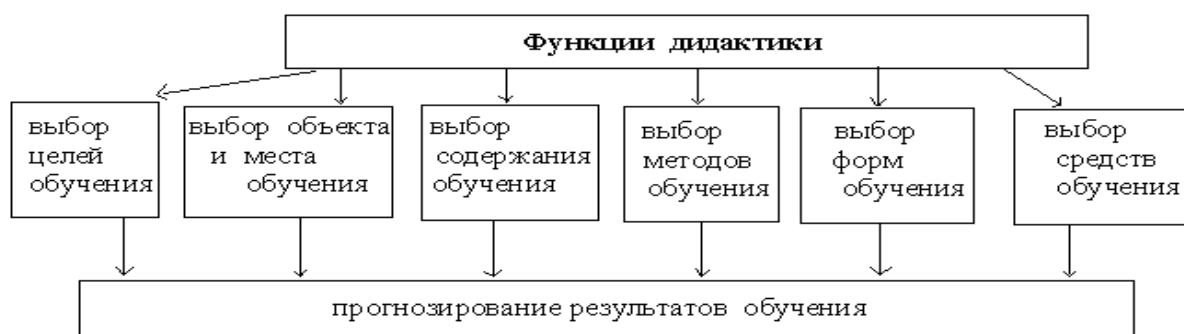 Функции дидактики
выбор
целей
обучения
выбор объекта
и места
обучения
выбор
содержания
обучения
выбор
методов
обучения
выбор
форм
обучения
выбор
средств
обучения
прогнозирование результатов обучения